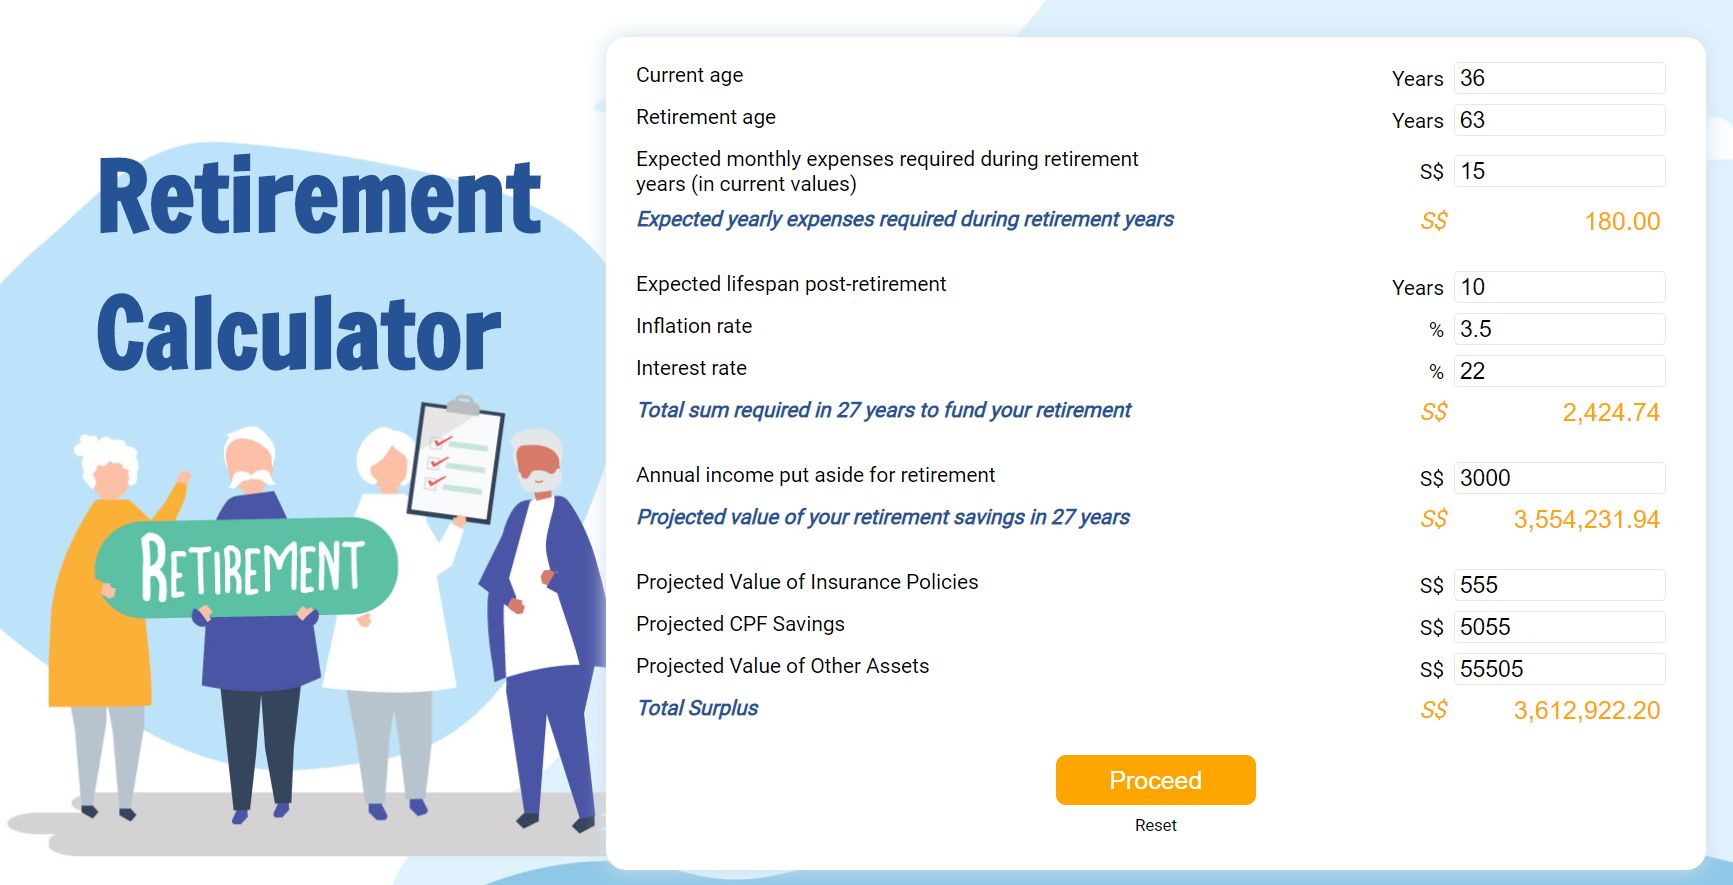 Retirement
Calculator
RETIREMENT
Current age Years 36
Retirement age Years 63
Expected monthly expenses required during retirement
years (in current values) S$ 15
Expected yearly expenses required during retirement years S$ 180.00
Expected lifespan post-retirement Years 10
Inflation rate % 3.5
Interest rate % 22
Total sum required in 27 years to fund your retirement S$ 2,424.74
Annual income put aside for retirement S$ 3000
Projected value of your retirement savings in 27 years S$ 3,554,231.94
Projected Value of Insurance Policies S$ 555
Projected CPF Savings S$ 5055
Projected Value of Other Assets S$ 55505
Total Surplus S$ 3,612,922.20
Proceed
Reset